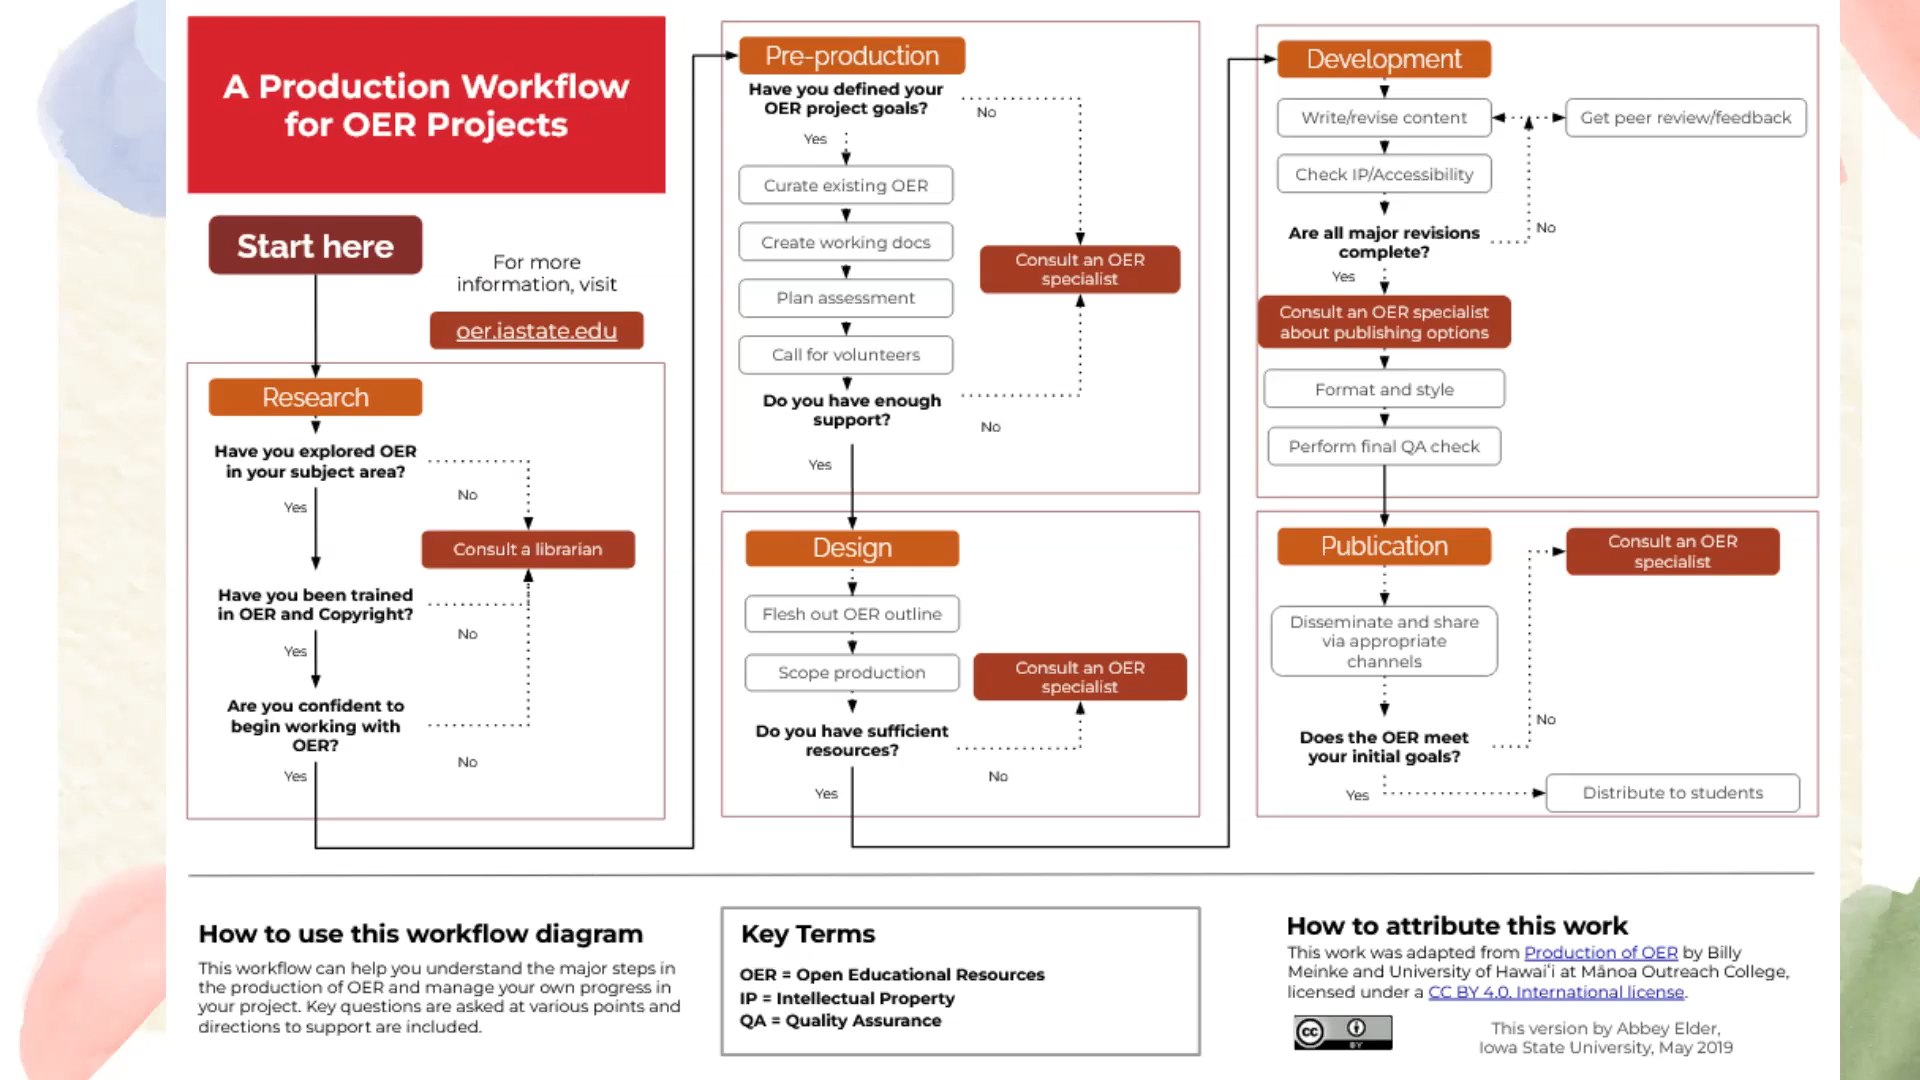 A Production Workflow
for OER Projects
Start here
For more
information, visit
oer.iastate.edu
Research
Have you explored OER
in your subject area?
Yes
No
Consult a librarian
Have you been trained
in OER and Copyright?
Yes
No
Are you confident to
begin working with
OER?
Yes
No
Pre-production
Have you defined your
OER project goals?
No
Yes
Curate existing OER
Create working docs
Consult an OER
specialist
Plan assessment
Call for volunteers
Do you have enough
support?
No
Yes
Design
Flesh out OER outline
Scope production
Consult an OER
specialist
Do you have sufficient
resources?
No
Yes
Development
Write/revise content
Get peer review/feedback
Check IP/Accessibility
Are all major revisions
complete?
No
Yes
Consult an OER specialist
about publishing options
Format and style
Perform final QA check
Publication
Consult an OER
specialist
Disseminate and share
via appropriate
channels
No
Does the OER meet
your initial goals?
Yes
Distribute to students
How to use this workflow diagram
This workflow can help you understand the major steps in
the production of OER and manage your own progress in
your project. Key questions are asked at various points and
directions to support are included.
Key Terms
OER = Open Educational Resources
IP = Intellectual Property
QA = Quality Assurance
How to attribute this work
This work was adapted from Production of OER by Billy
Meinke and University of Hawaiʻi at Mānoa Outreach College,
licensed under a CC BY 4.0. International license.
cc
BY
This version by Abbey Elder,
Iowa State University, May 2019